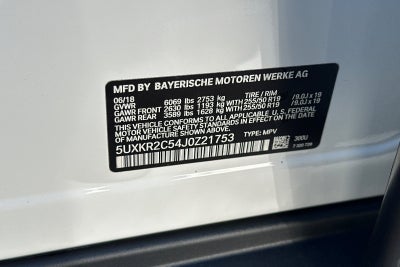 MFD BY BAYERISCHE MOTOREN WERKE AG
06/18 TIRE / RIM
GVWR 6069 lbs 2753 kg
GAWR FRONT 2630 lbs 1193 kg WITH 255/50 R19 / 9.0J x 19
GAWR REAR 3589 lbs 1628 kg WITH 255/50 R19 / 9.0J x 19
THIS VEHICLE CONFORMS TO ALL APPLICABLE U.S. FEDERAL
MOTOR VEHICLE SAFETY STANDARDS IN EFFECT ON THE DATE
OF MANUFACTURE SHOWN ABOVE.
5UXKR2C54J0Z21753 TYPE: MPV
300U